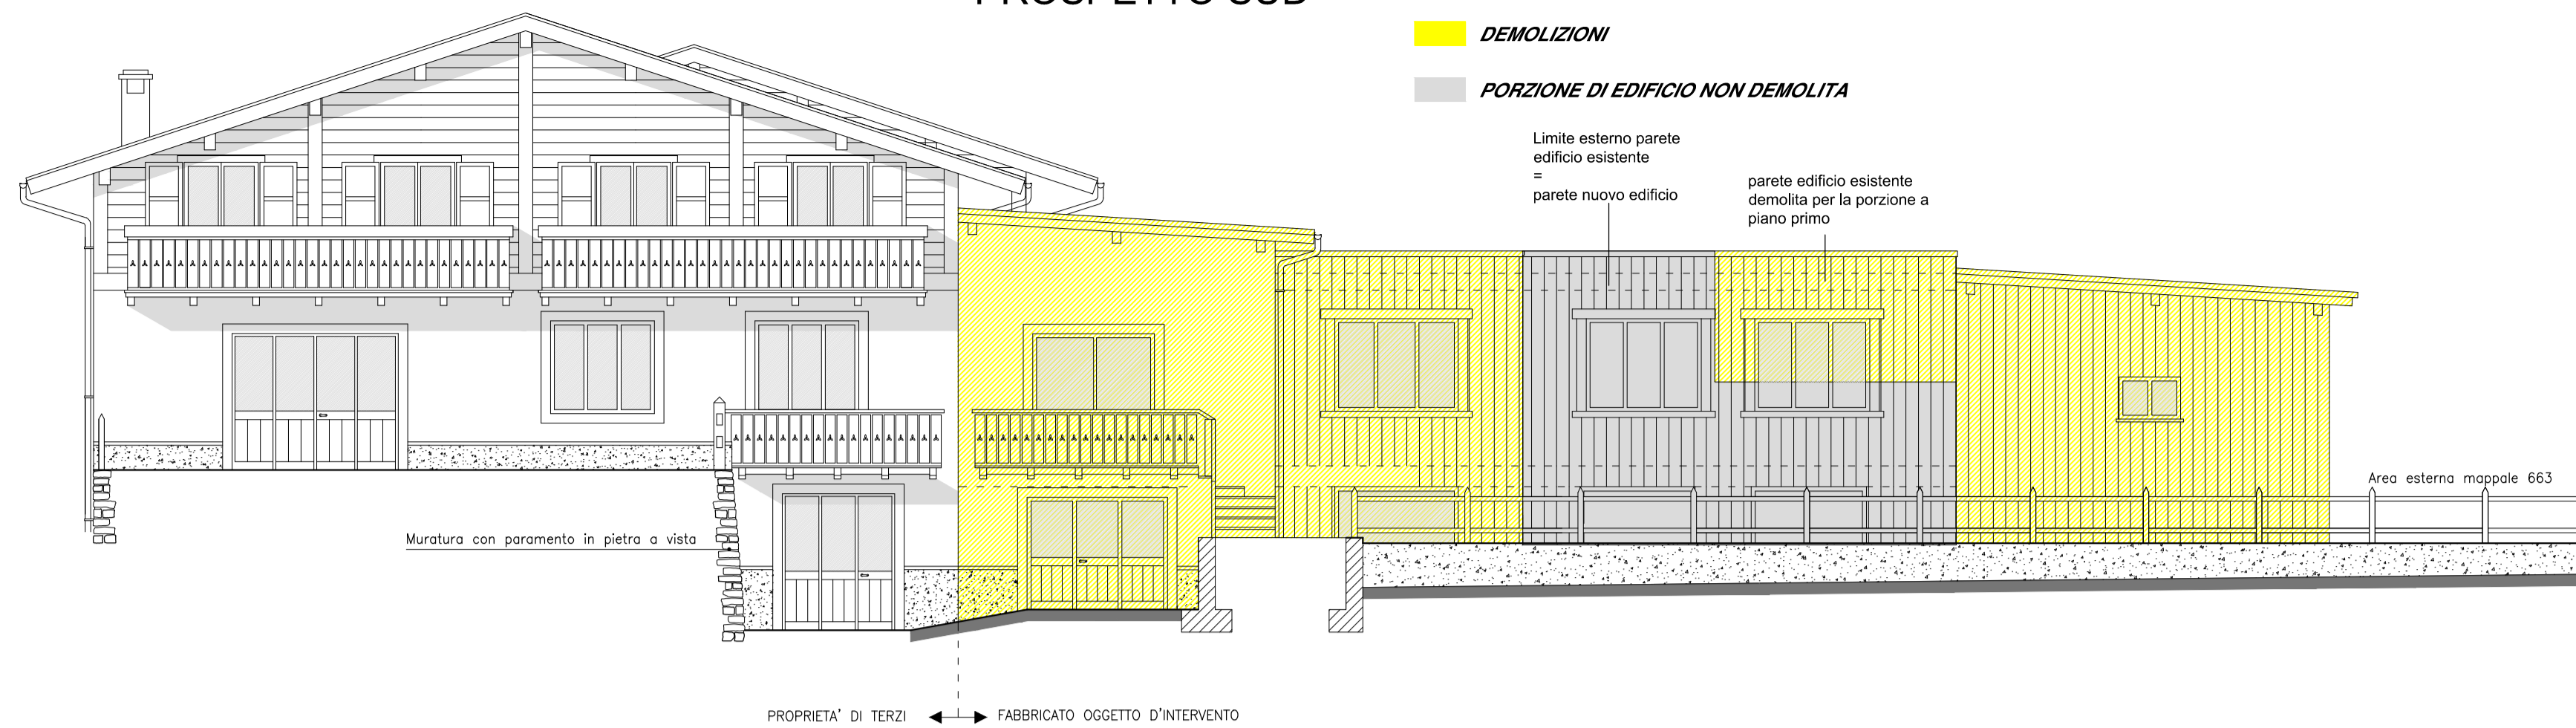 PROSPETTO SUD
DEMOLIZIONI
PORZIONE DI EDIFICIO NON DEMOLITA
Limite esterno parete
edificio esistente
=
parete nuovo edificio
parete edificio esistente
demolita per la porzione a
piano primo
Area esterna mappale 663
Muratura con paramento in pietra a vista
PROPRIETA' DI TERZI
FABBRICATO OGGETTO D'INTERVENTO